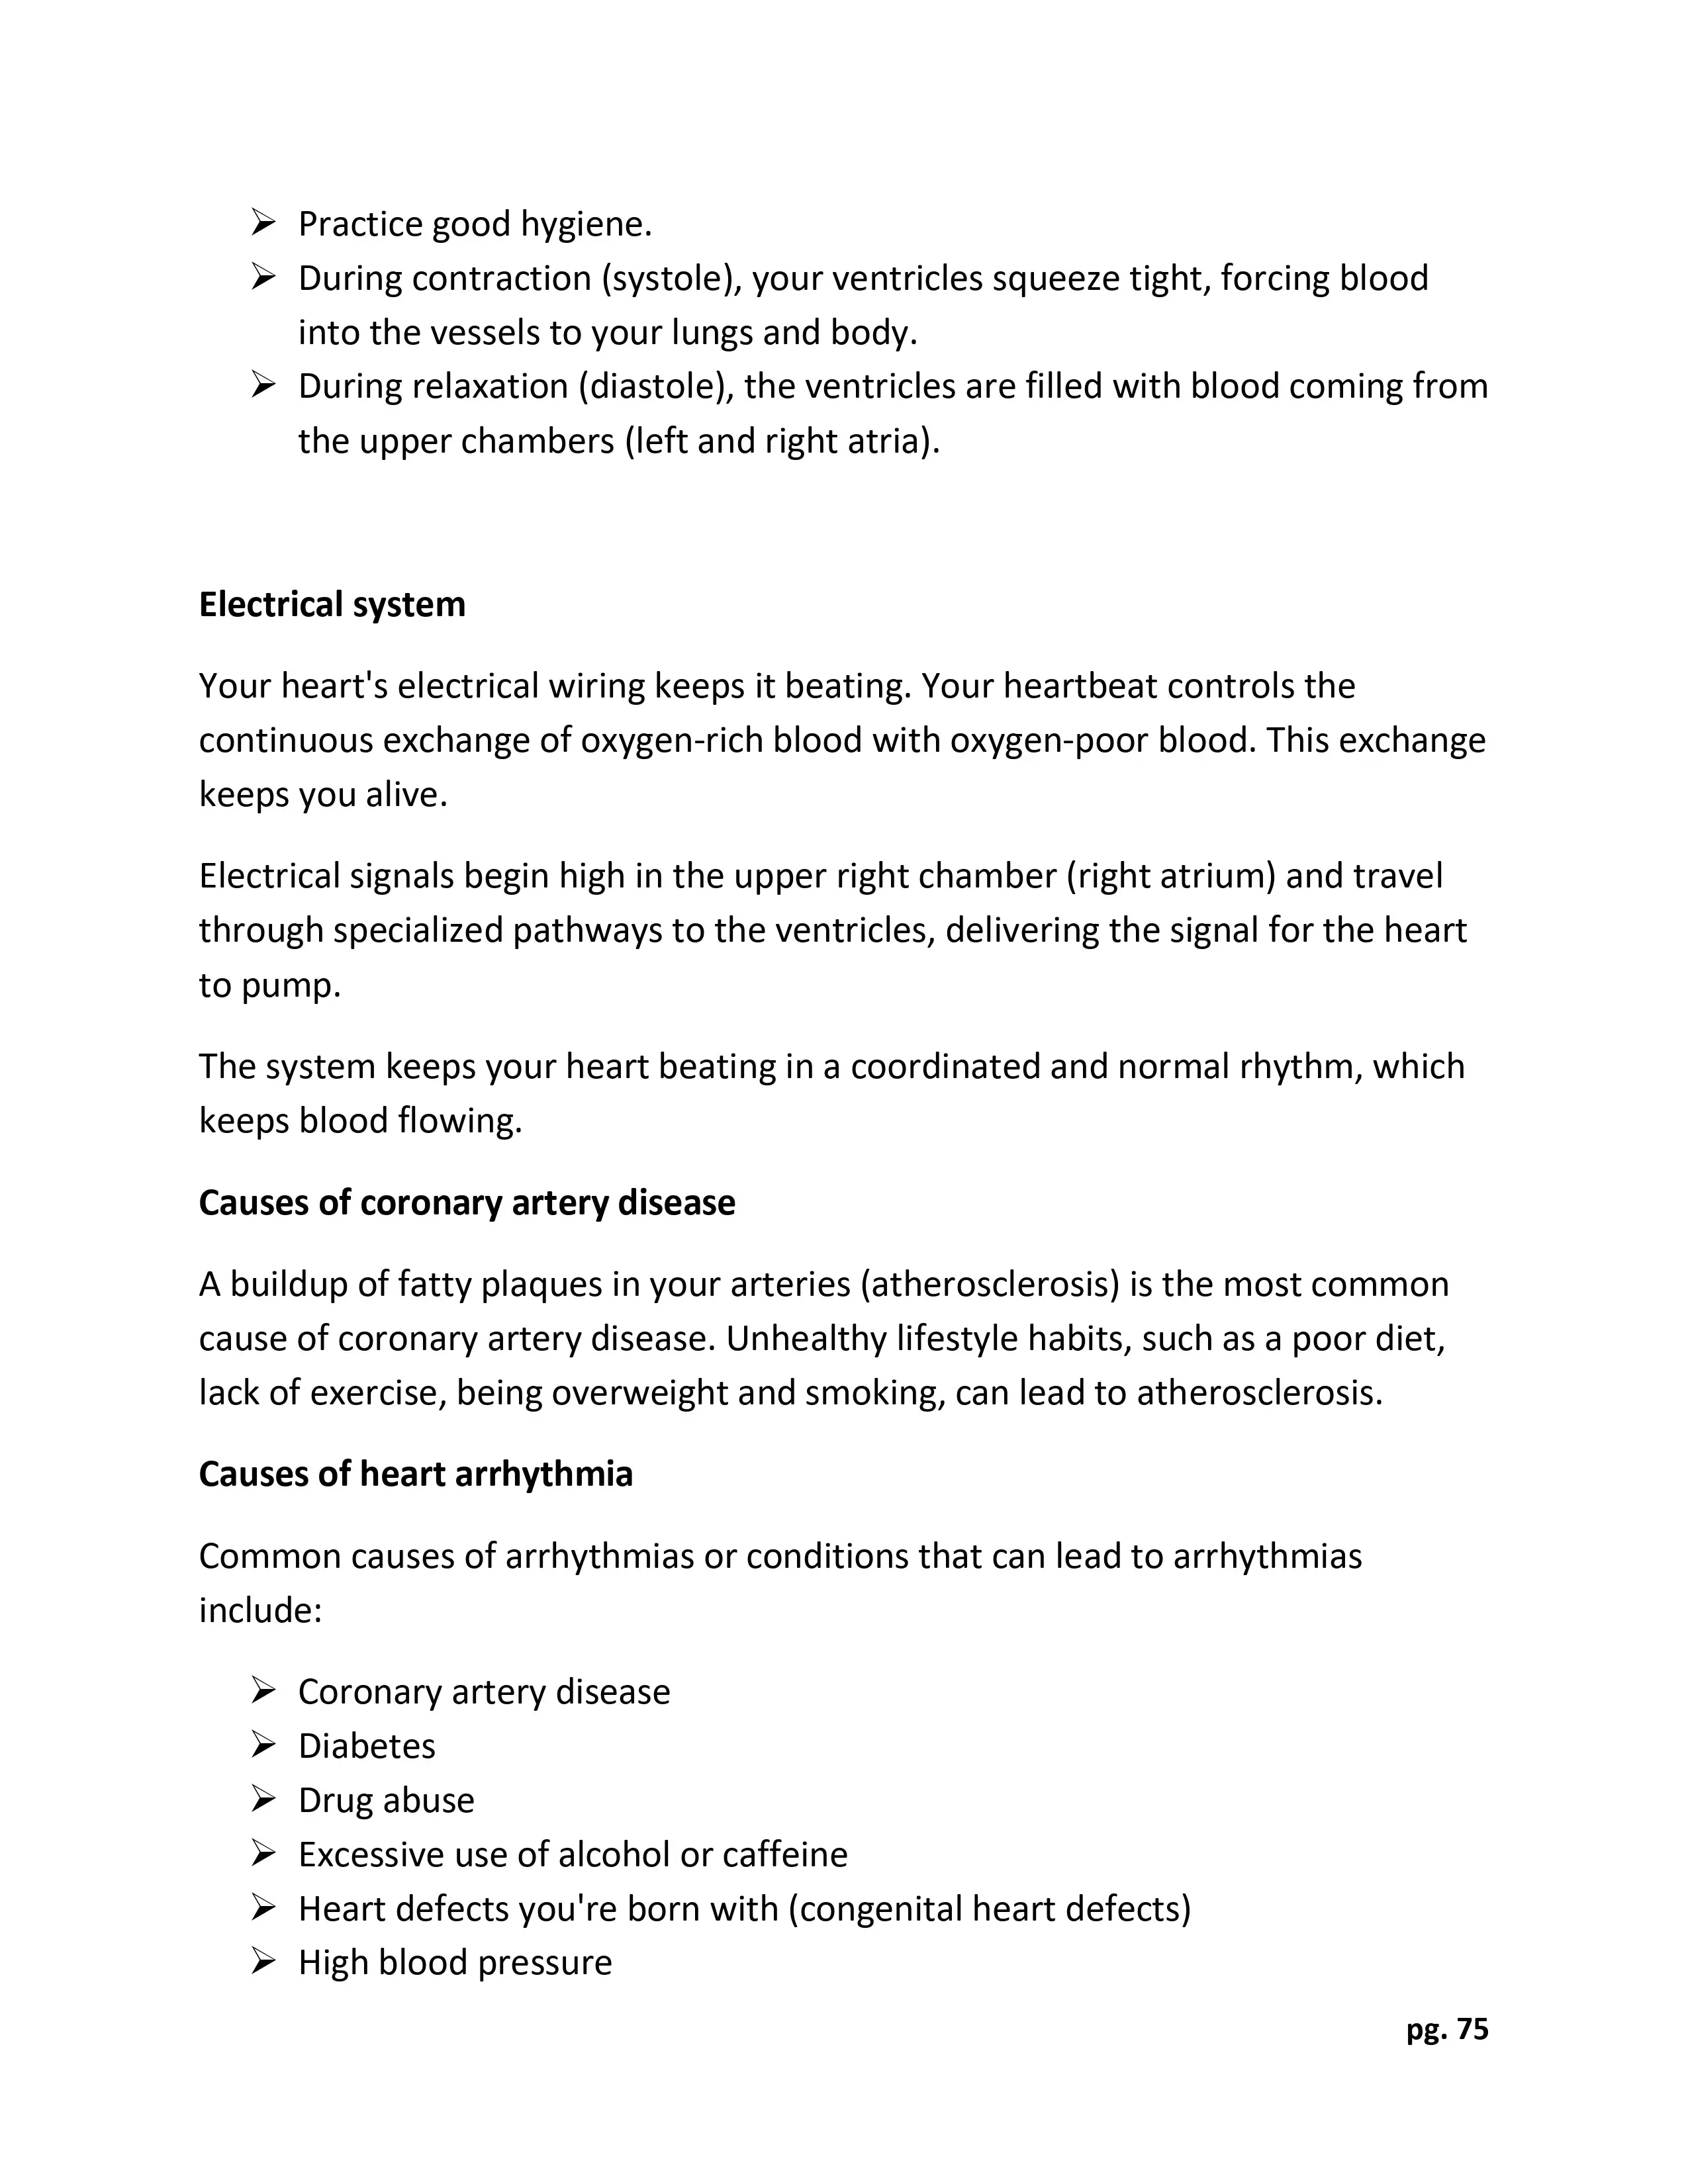 ➢ Practice good hygiene.
➢ During contraction (systole), your ventricles squeeze tight, forcing blood
into the vessels to your lungs and body.
➢ During relaxation (diastole), the ventricles are filled with blood coming from
the upper chambers (left and right atria).
Electrical system
Your heart's electrical wiring keeps it beating. Your heartbeat controls the
continuous exchange of oxygen-rich blood with oxygen-poor blood. This exchange
keeps you alive.
Electrical signals begin high in the upper right chamber (right atrium) and travel
through specialized pathways to the ventricles, delivering the signal for the heart
to pump.
The system keeps your heart beating in a coordinated and normal rhythm, which
keeps blood flowing.
Causes of coronary artery disease
A buildup of fatty plaques in your arteries (atherosclerosis) is the most common
cause of coronary artery disease. Unhealthy lifestyle habits, such as a poor diet,
lack of exercise, being overweight and smoking, can lead to atherosclerosis.
Causes of heart arrhythmia
Common causes of arrhythmias or conditions that can lead to arrhythmias
include:
➢ Coronary artery disease
➢ Diabetes
➢ Drug abuse
➢ Excessive use of alcohol or caffeine
➢ Heart defects you're born with (congenital heart defects)
➢ High blood pressure
pg. 75